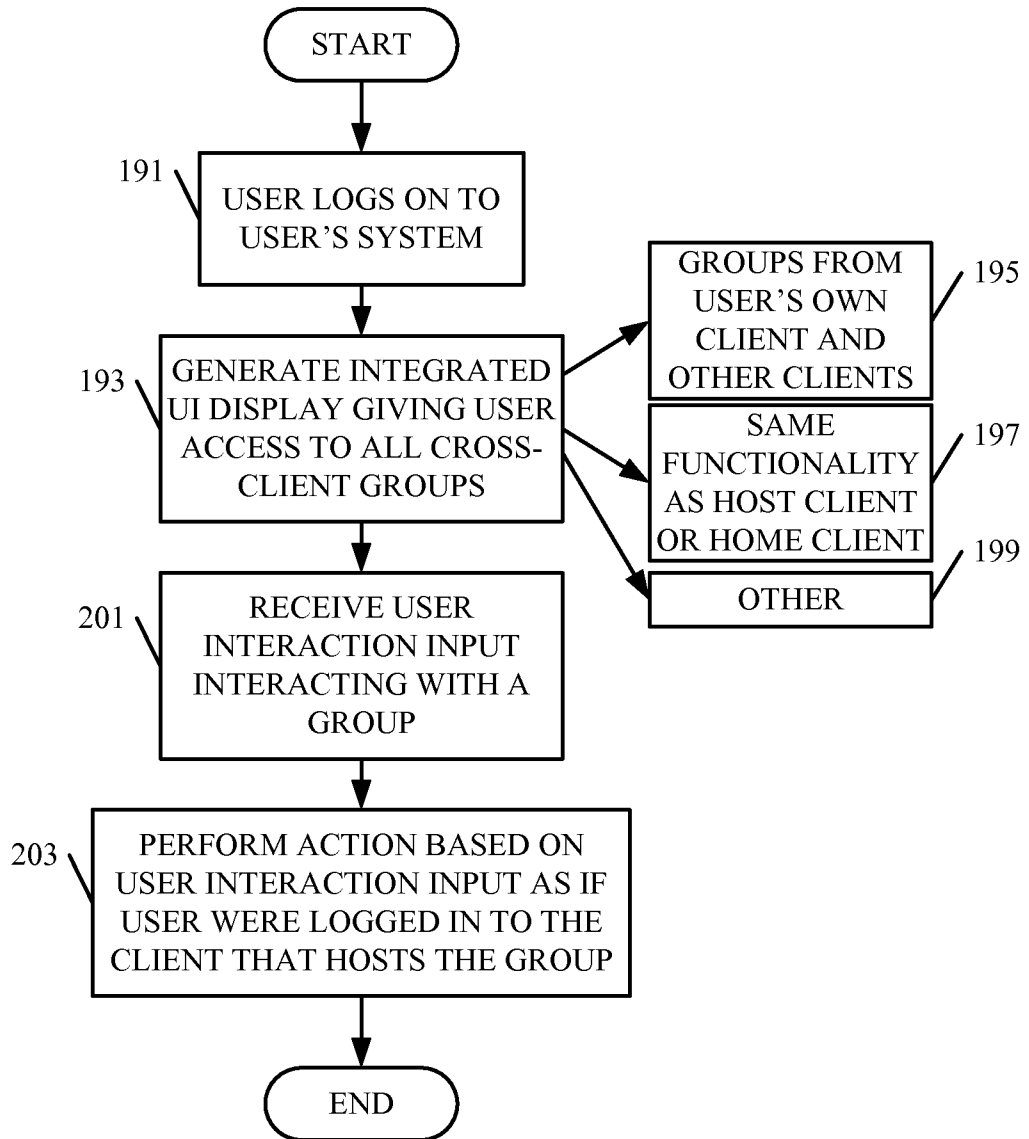 START
191
USER LOGS ON TO
USER'S SYSTEM
193
GENERATE INTEGRATED
UI DISPLAY GIVING USER
ACCESS TO ALL CROSS-
CLIENT GROUPS
GROUPS FROM
USER'S OWN
CLIENT AND
OTHER CLIENTS
195
SAME
FUNCTIONALITY
AS HOST CLIENT
OR HOME CLIENT
197
OTHER
199
201
RECEIVE USER
INTERACTION INPUT
INTERACTING WITH A
GROUP
203
PERFORM ACTION BASED ON
USER INTERACTION INPUT AS IF
USER WERE LOGGED IN TO THE
CLIENT THAT HOSTS THE GROUP
END